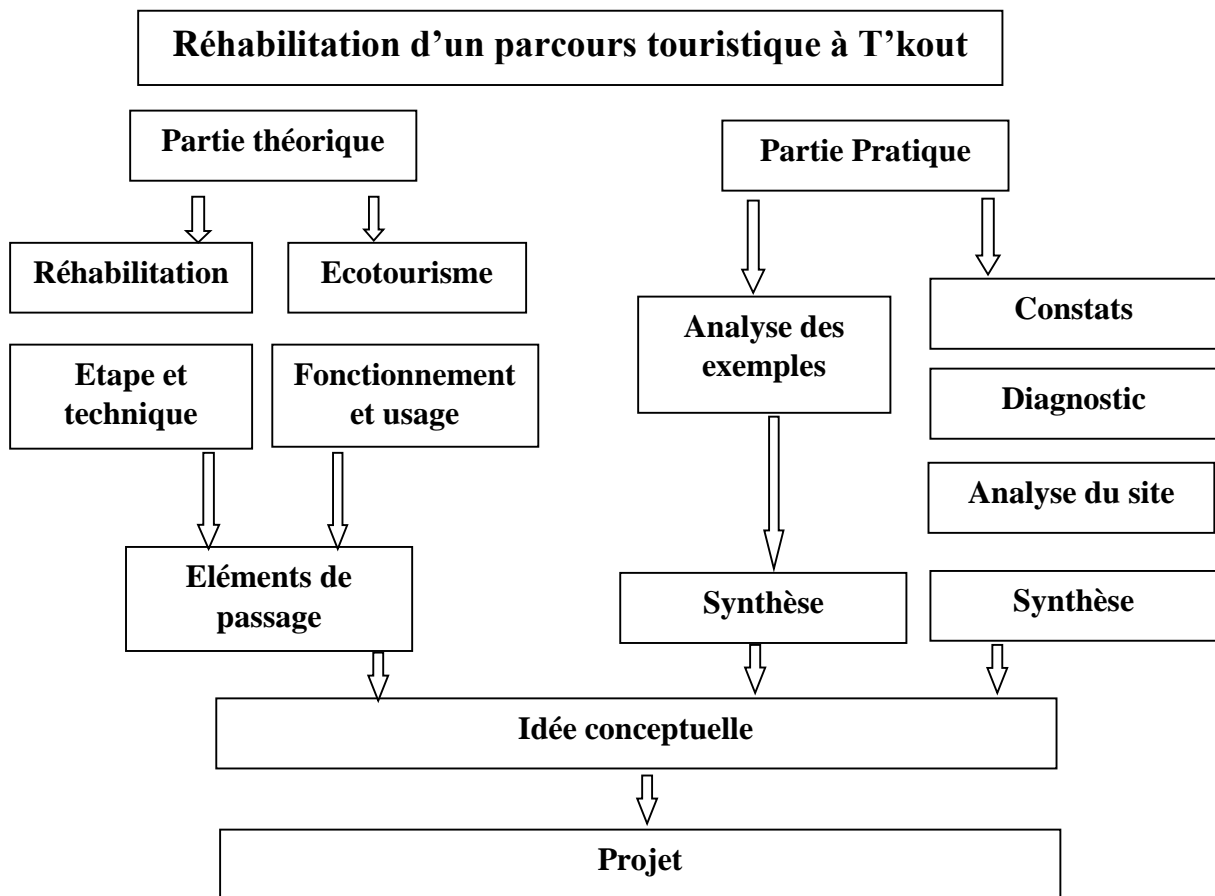 Réhabilitation d’un parcours touristique à T’kout
Partie théorique
Partie Pratique
Réhabilitation
Ecotourisme
Constats
Analyse des
exemples
Etape et
technique
Fonctionnement
et usage
Diagnostic
Analyse du site
Eléments de
passage
Synthèse
Synthèse
Idée conceptuelle
Projet